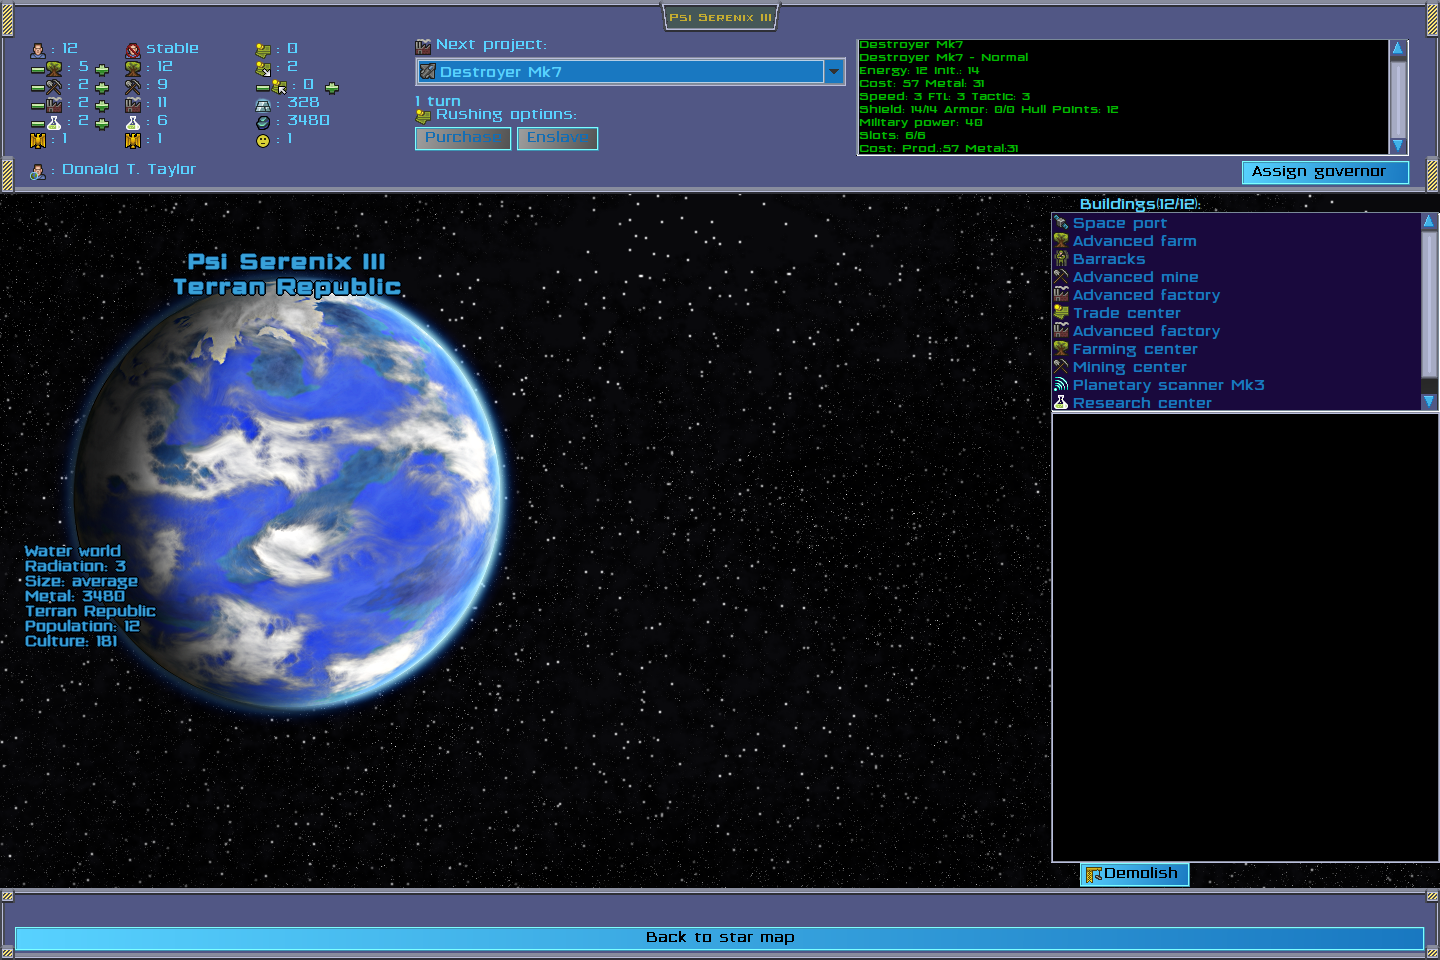 Psi Serenix III
: 12
stable
: 0
: 5
: 12
: 2
: 2
: 9
: 0
: 2
: 11
: 328
: 2
: 6
: 3480
: 1
: 1
: 1
: Donald T. Taylor
Next project:
Destroyer Mk7
1 turn
Rushing options:
Purchase
Enslave
Destroyer Mk7
Destroyer Mk7 - Normal
Energy: 12 Init.: 14
Cost: 57 Metal: 31
Speed: 3 FTL: 3 Tactic: 3
Shield: 14/14 Armor: 0/0 Hull Points: 12
Military power: 40
Slots: 6/6
Cost: Prod.:57 Metal:31
Assign governor
Buildings(12/12):
Space port
Advanced farm
Barracks
Advanced mine
Advanced factory
Trade center
Advanced factory
Farming center
Mining center
Planetary scanner Mk3
Research center
Psi Serenix III
Terran Republic
Water world
Radiation: 3
Size: average
Metal: 3480
Terran Republic
Population: 12
Culture: 181
Demolish
Back to star map